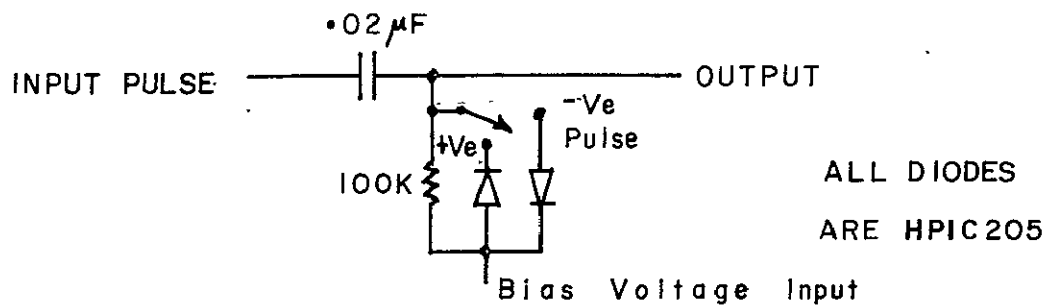 .02 μF
INPUT PULSE
OUTPUT
-Ve
Pulse
+Ve
100K
ALL DIODES
ARE HPIC205
Bias Voltage Input